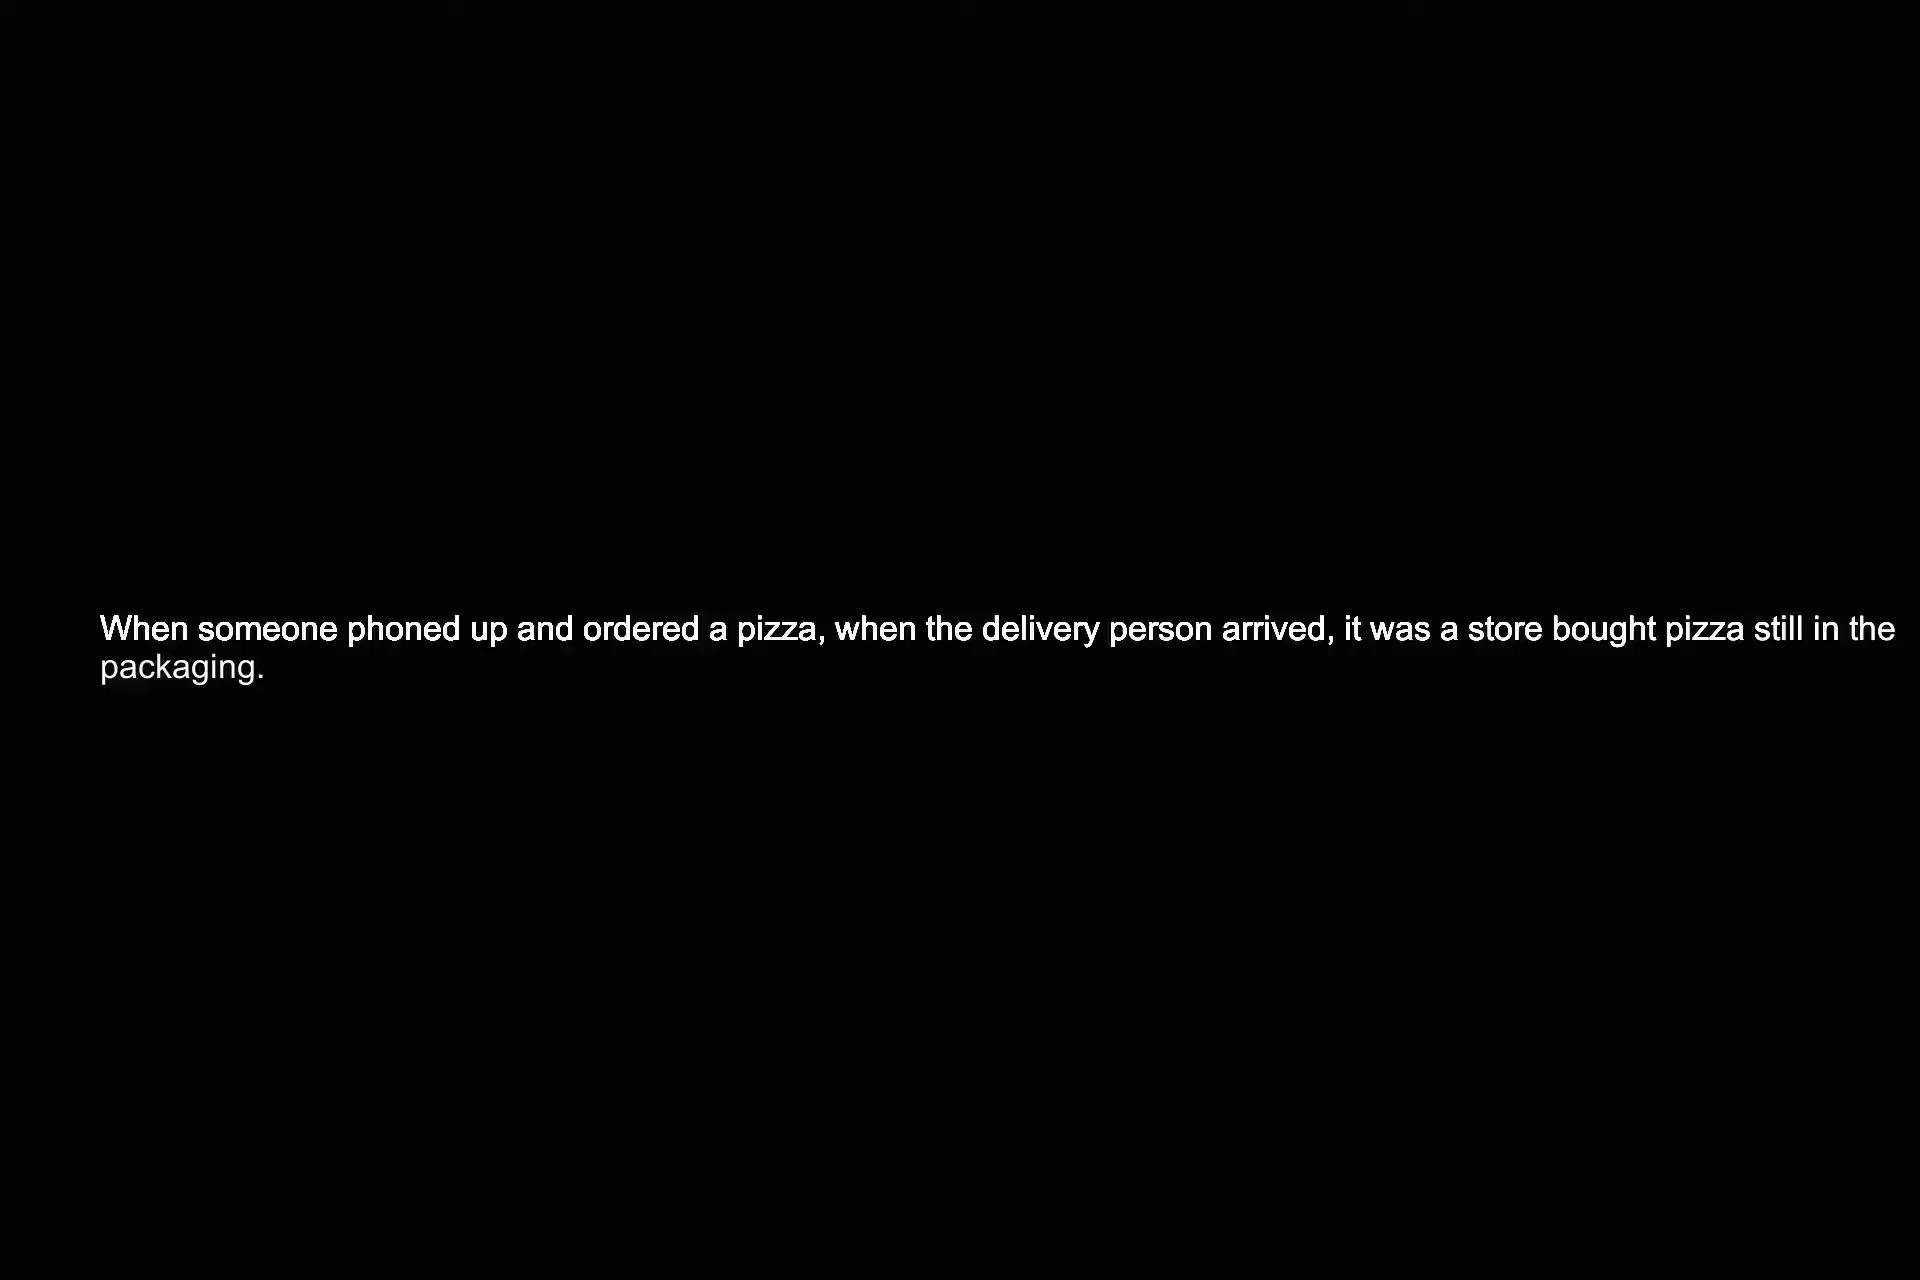 When someone phoned up and ordered a pizza, when the delivery person arrived, it was a store bought pizza still in the
packaging.